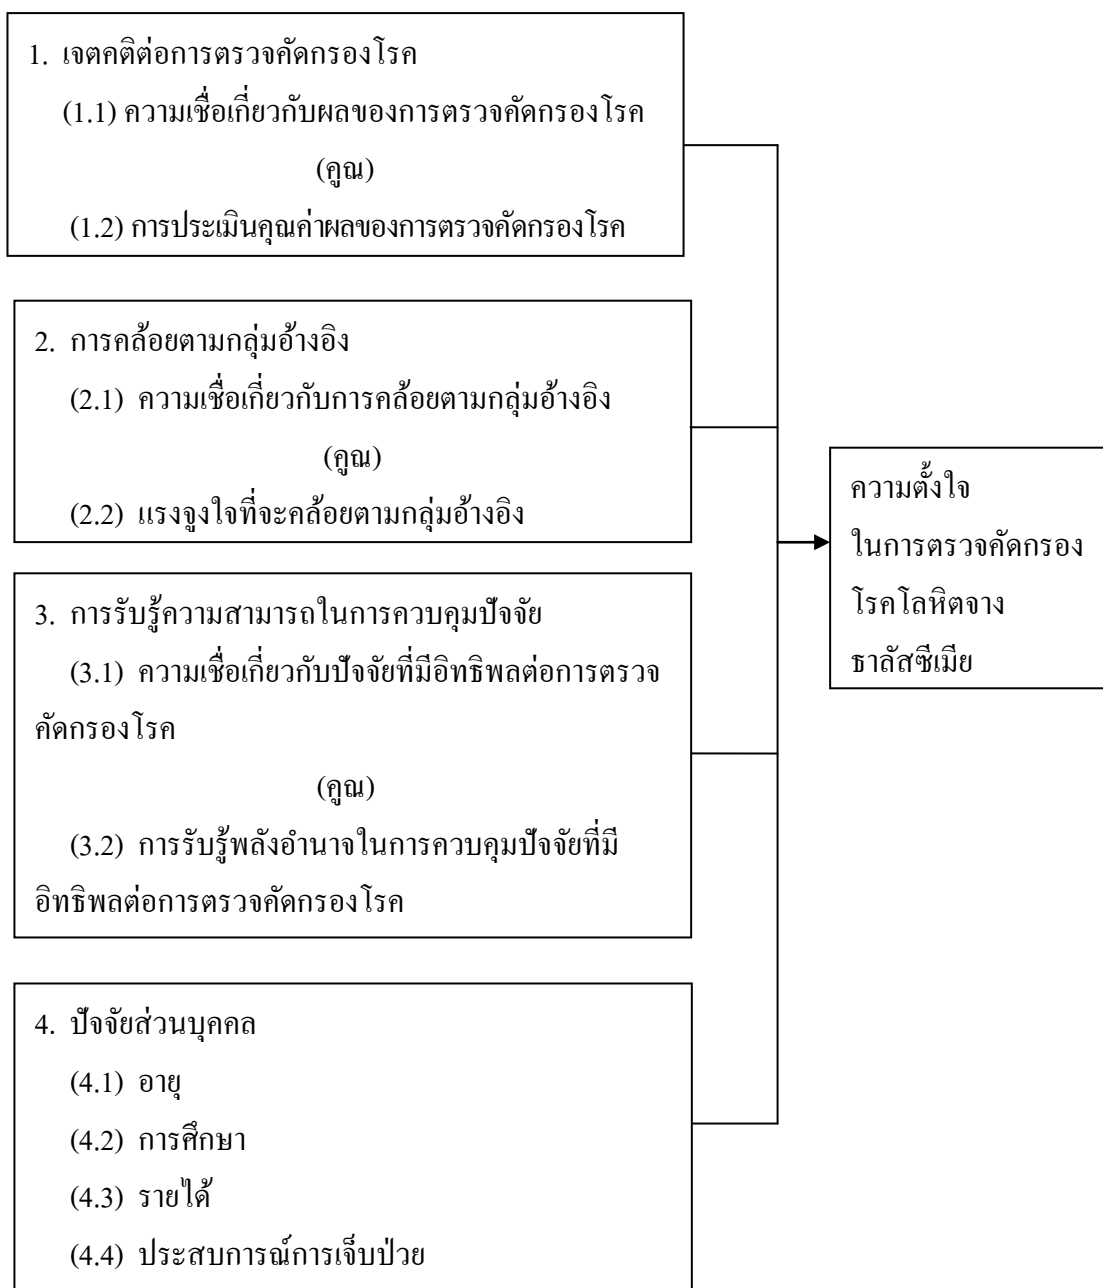 1. เจตคติต่อการตรวจคัดกรองโรค
(1.1) ความเชื่อเกี่ยวกับผลของการตรวจคัดกรองโรค
(คูณ)
(1.2) การประเมินคุณค่าผลของการตรวจคัดกรองโรค
2. การคล้อยตามกลุ่มอ้างอิง
(2.1) ความเชื่อเกี่ยวกับการคล้อยตามกลุ่มอ้างอิง
(คูณ)
(2.2) แรงจูงใจที่จะคล้อยตามกลุ่มอ้างอิง
3. การรับรู้ความสามารถในการควบคุมปัจจัย
(3.1) ความเชื่อเกี่ยวกับปัจจัยที่มีอิทธิพลต่อการตรวจ
คัดกรองโรค
(คูณ)
(3.2) การรับรู้พลังอำนาจในการควบคุมปัจจัยที่มี
อิทธิพลต่อการตรวจคัดกรองโรค
4. ปัจจัยส่วนบุคคล
(4.1) อายุ
(4.2) การศึกษา
(4.3) รายได้
(4.4) ประสบการณ์การเจ็บป่วย
ความตั้งใจ
ในการตรวจคัดกรอง
โรคโลหิตจาง
ธาลัสซีเมีย